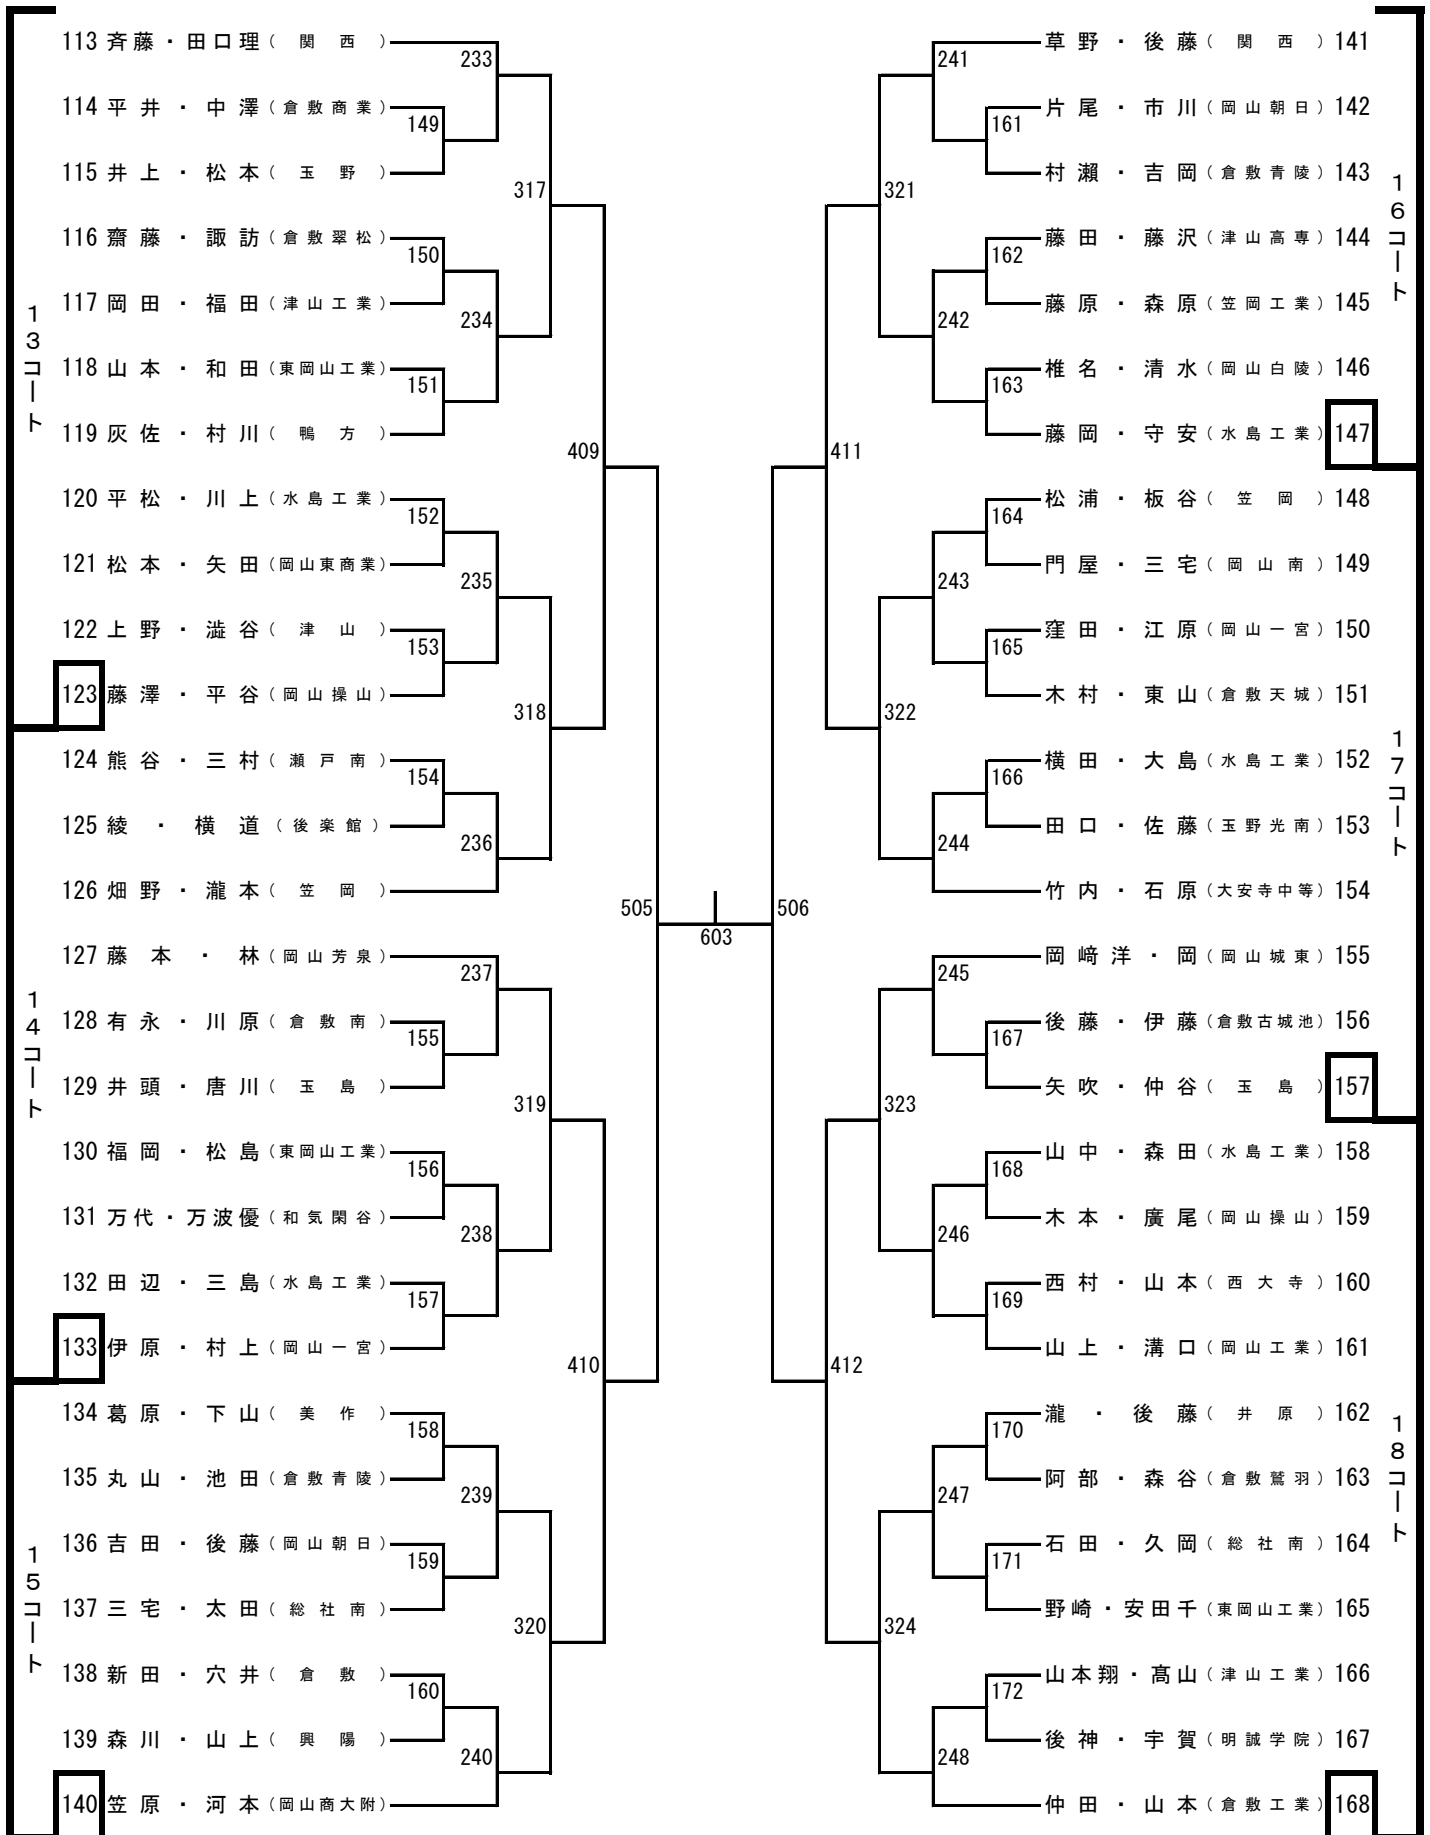 113 斉藤・田口理（関西）
114 平井・中澤（倉敷商業）
115 井上・松本（玉野）
116 齋藤・諏訪（倉敷翠松）
117 岡田・福田（津山工業）
118 山本・和田（東岡山工業）
119 灰佐・村川（鴨方）
120 平松・川上（水島工業）
121 松本・矢田（岡山東商業）
122 上野・澁谷（津山）
123 藤澤・平谷（岡山操山）
13コート
124 熊谷・三村（瀬戸南）
125 綾・横道（後楽館）
126 畑野・瀧本（笠岡）
127 藤本・林（岡山芳泉）
128 有永・川原（倉敷南）
129 井頭・唐川（玉島）
130 福岡・松島（東岡山工業）
131 万代・万波優（和気閑谷）
132 田辺・三島（水島工業）
133 伊原・村上（岡山一宮）
14コート
134 葛原・下山（美作）
135 丸山・池田（倉敷青陵）
136 吉田・後藤（岡山朝日）
137 三宅・太田（総社南）
138 新田・穴井（倉敷）
139 森川・山上（興陽）
140 笠原・河本（岡山商大附）
15コート
149
150
151
152
153
154
155
156
157
158
159
160
233
234
235
236
237
238
239
240
317
318
319
320
409
410
505
603
506
411
412
321
322
323
324
241
242
243
244
245
246
247
248
161
162
163
164
165
166
167
168
169
170
171
172
草野・後藤（関西）141
片尾・市川（岡山朝日）142
村瀨・吉岡（倉敷青陵）143
藤田・藤沢（津山高専）144
藤原・森原（笠岡工業）145
椎名・清水（岡山白陵）146
藤岡・守安（水島工業）147
16コート
松浦・板谷（笠岡）148
門屋・三宅（岡山南）149
窪田・江原（岡山一宮）150
木村・東山（倉敷天城）151
横田・大島（水島工業）152
田口・佐藤（玉野光南）153
竹内・石原（大安寺中等）154
岡﨑洋・岡（岡山城東）155
後藤・伊藤（倉敷古城池）156
矢吹・仲谷（玉島）157
17コート
山中・森田（水島工業）158
木本・廣尾（岡山操山）159
西村・山本（西大寺）160
山上・溝口（岡山工業）161
瀧・後藤（井原）162
阿部・森谷（倉敷鷲羽）163
石田・久岡（総社南）164
野崎・安田千（東岡山工業）165
山本翔・髙山（津山工業）166
後神・宇賀（明誠学院）167
仲田・山本（倉敷工業）168
18コート